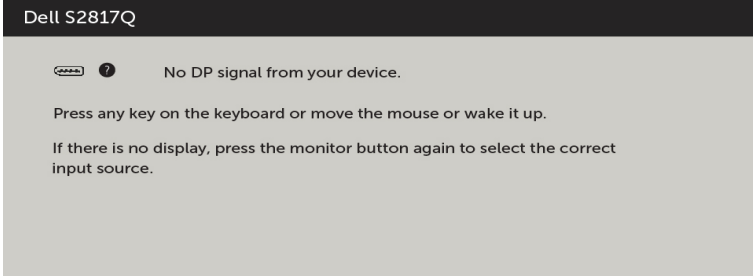 Dell S2817Q
? No DP signal from your device.
Press any key on the keyboard or move the mouse or wake it up.
If there is no display, press the monitor button again to select the correct
input source.